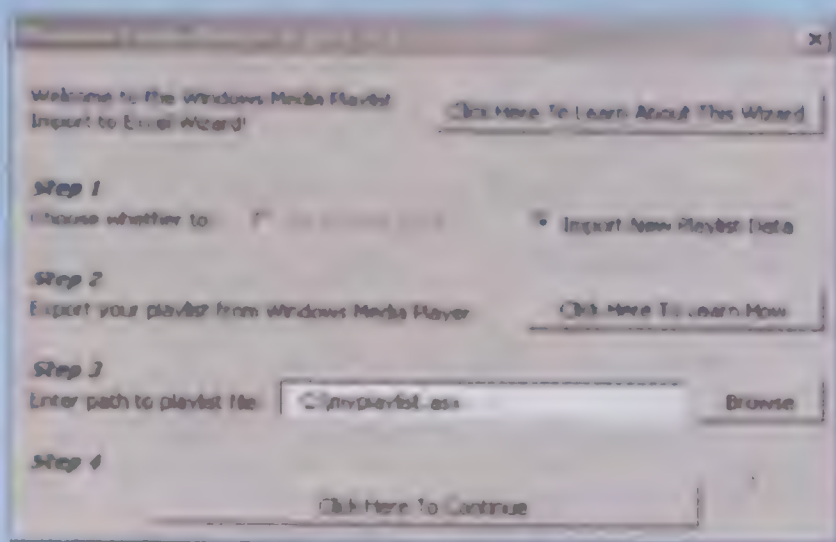 Welcome to the Windows Media Playlist
Import to Excel Wizard!
Click Here To Learn About This Wizard
Step 1
Choose whether to:
Import New Playlist Data
Step 2
Export your playlist from Windows Media Player
Click Here To Learn How
Step 3
Enter path to playlist file:
C:\myplaylist.asx
Browse
Step 4
Click Here To Continue